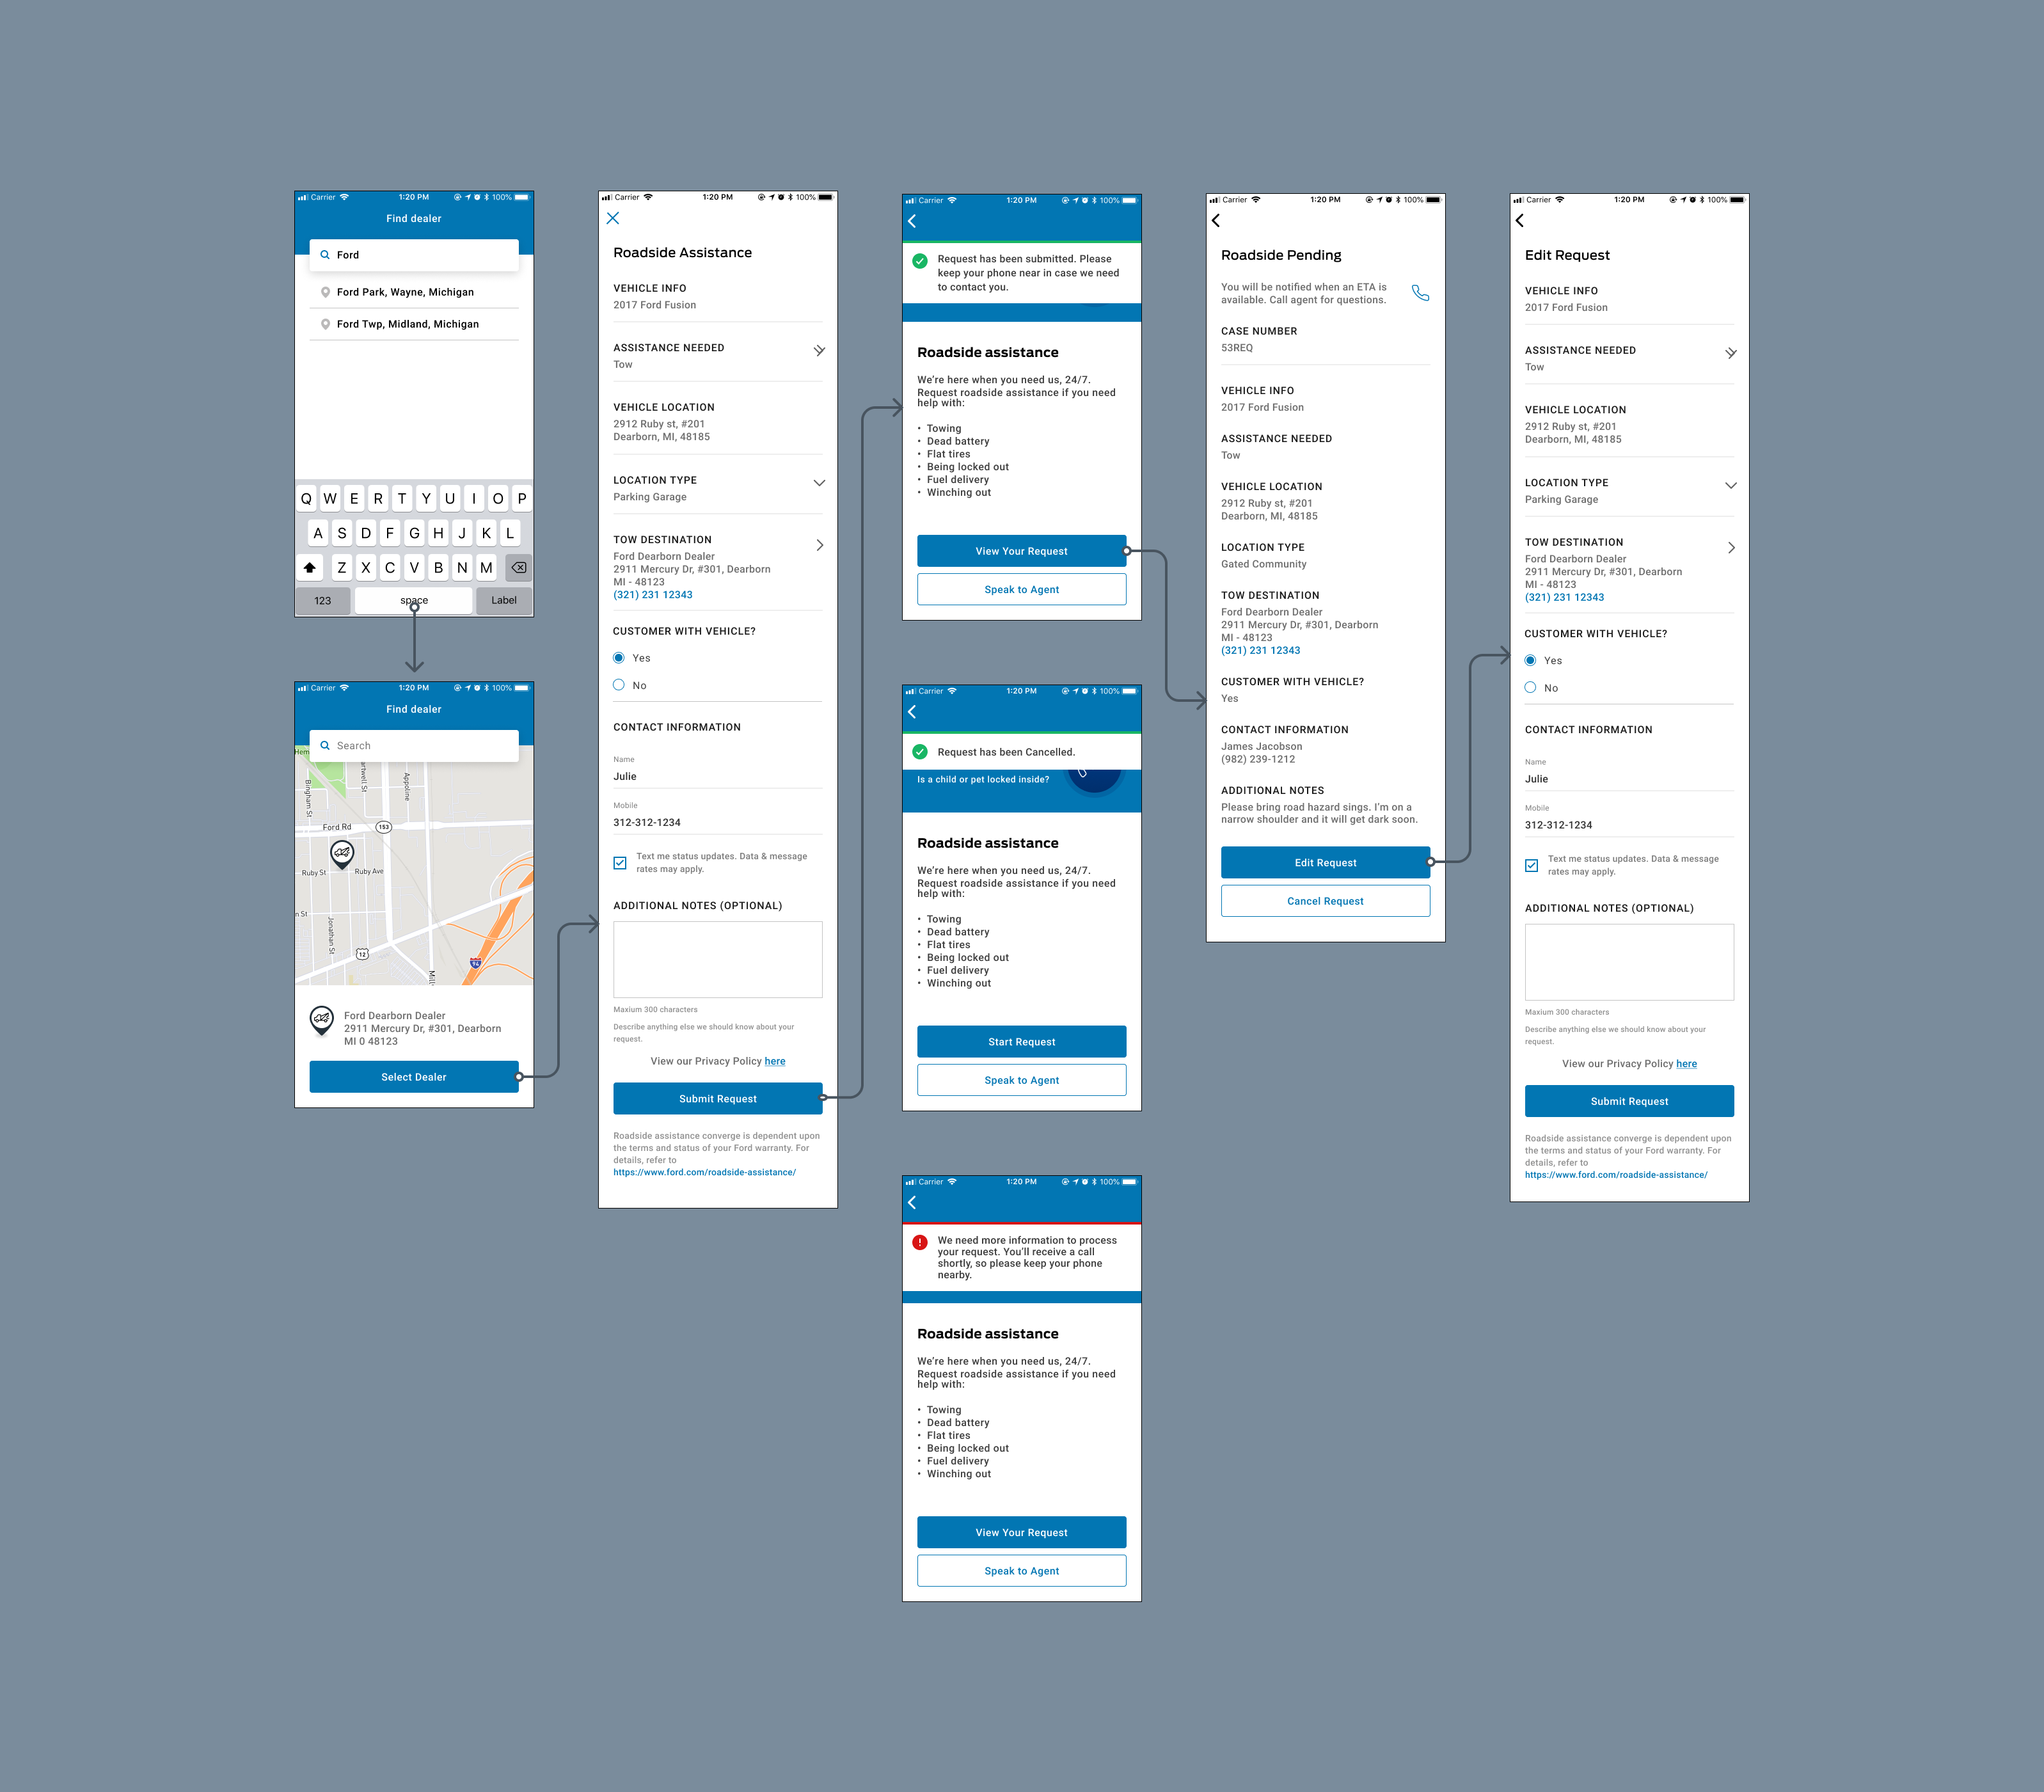 Carrier 1:20 PM 100%
Find dealer
Ford
Ford Park, Wayne, Michigan
Ford Twp, Midland, Michigan
Q W E R T Y U I O P
A S D F G H J K L
Z X C V B N M
123 space Label
Carrier 1:20 PM 100%
Find dealer
Search
Hem
Bingham St
artwell St
Appoline
Ford Rd
153
Ruby St
Ruby Ave
n St
Jonathan St
12
94
Mill
Ford Dearborn Dealer
2911 Mercury Dr, #301, Dearborn
MI 0 48123
Select Dealer
Carrier 1:20 PM 100%
Roadside Assistance
VEHICLE INFO
2017 Ford Fusion
ASSISTANCE NEEDED
Tow
VEHICLE LOCATION
2912 Ruby st, #201
Dearborn, MI, 48185
LOCATION TYPE
Parking Garage
TOW DESTINATION
Ford Dearborn Dealer
2911 Mercury Dr, #301, Dearborn
MI - 48123
(321) 231 12343
CUSTOMER WITH VEHICLE?
Yes
No
CONTACT INFORMATION
Name
Julie
Mobile
312-312-1234
Text me status updates. Data & message
rates may apply.
ADDITIONAL NOTES (OPTIONAL)
Maxium 300 characters
Describe anything else we should know about your
request.
View our Privacy Policy here
Submit Request
Roadside assistance converge is dependent upon
the terms and status of your Ford warranty. For
details, refer to
https://www.ford.com/roadside-assistance/
Carrier 1:20 PM 100%
Request has been submitted. Please
keep your phone near in case we need
to contact you.
Roadside assistance
We're here when you need us, 24/7.
Request roadside assistance if you need
help with:
• Towing
• Dead battery
• Flat tires
• Being locked out
• Fuel delivery
• Winching out
View Your Request
Speak to Agent
Carrier 1:20 PM 100%
Request has been Cancelled.
Is a child or pet locked inside?
Roadside assistance
We're here when you need us, 24/7.
Request roadside assistance if you need
help with:
• Towing
• Dead battery
• Flat tires
• Being locked out
• Fuel delivery
• Winching out
Start Request
Speak to Agent
Carrier 1:20 PM 100%
We need more information to process
your request. You'll receive a call
shortly, so please keep your phone
nearby.
Roadside assistance
We're here when you need us, 24/7.
Request roadside assistance if you need
help with:
• Towing
• Dead battery
• Flat tires
• Being locked out
• Fuel delivery
• Winching out
View Your Request
Speak to Agent
Carrier 1:20 PM 100%
Roadside Pending
You will be notified when an ETA is
available. Call agent for questions.
CASE NUMBER
53REQ
VEHICLE INFO
2017 Ford Fusion
ASSISTANCE NEEDED
Tow
VEHICLE LOCATION
2912 Ruby st, #201
Dearborn, MI, 48185
LOCATION TYPE
Gated Community
TOW DESTINATION
Ford Dearborn Dealer
2911 Mercury Dr, #301, Dearborn
MI - 48123
(321) 231 12343
CUSTOMER WITH VEHICLE?
Yes
CONTACT INFORMATION
James Jacobson
(982) 239-1212
ADDITIONAL NOTES
Please bring road hazard sings. I'm on a
narrow shoulder and it will get dark soon.
Edit Request
Cancel Request
Carrier 1:20 PM 100%
Edit Request
VEHICLE INFO
2017 Ford Fusion
ASSISTANCE NEEDED
Tow
VEHICLE LOCATION
2912 Ruby st, #201
Dearborn, MI, 48185
LOCATION TYPE
Parking Garage
TOW DESTINATION
Ford Dearborn Dealer
2911 Mercury Dr, #301, Dearborn
MI - 48123
(321) 231 12343
CUSTOMER WITH VEHICLE?
Yes
No
CONTACT INFORMATION
Name
Julie
Mobile
312-312-1234
Text me status updates. Data & message
rates may apply.
ADDITIONAL NOTES (OPTIONAL)
Maxium 300 characters
Describe anything else we should know about your
request.
View our Privacy Policy here
Submit Request
Roadside assistance converge is dependent upon
the terms and status of your Ford warranty. For
details, refer to
https://www.ford.com/roadside-assistance/